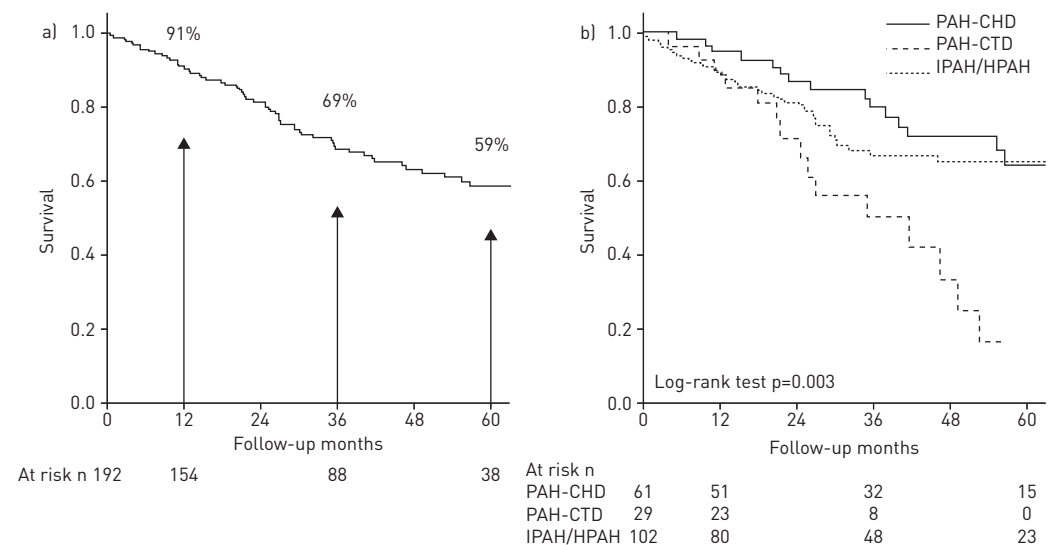 a)
1.0
0.8
0.6
0.4
0.2
0.0
Survival
91%
69%
59%
0 12 24 36 48 60
Follow-up months
At risk n 192 154 88 38
b)
1.0
0.8
0.6
0.4
0.2
0.0
Survival
PAH-CHD
PAH-CTD
IPAH/HPAH
Log-rank test p=0.003
0 12 24 36 48 60
Follow-up months
At risk n
PAH-CHD 61 51 32 15
PAH-CTD 29 23 8 0
IPAH/HPAH 102 80 48 23